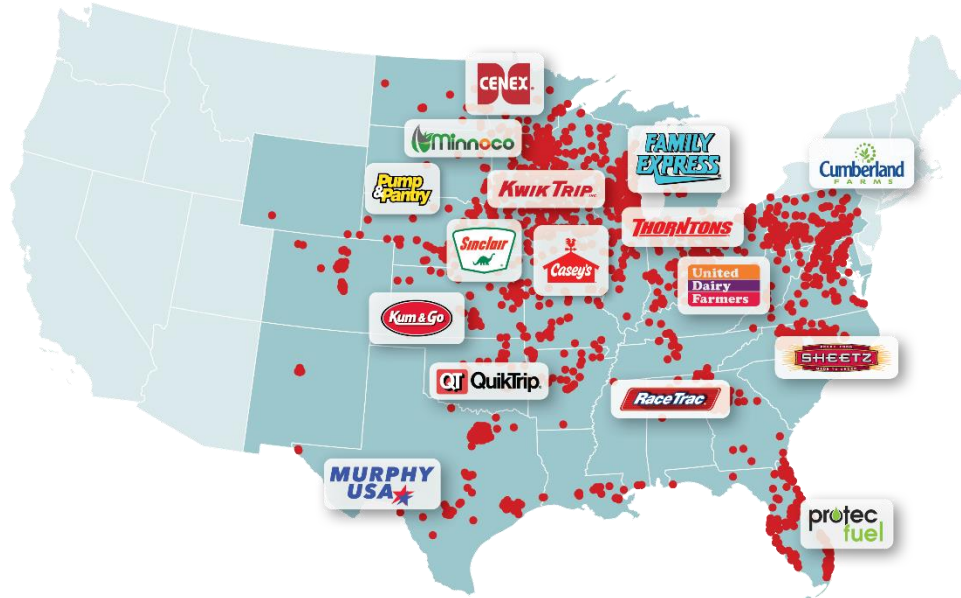 CENEX
Minnoco
FAMILY
EXPRESS
Cumberland
FARMS
Pump
&Pantry
KWIK TRIP INC.
THORNTONS
Sinclair
Casey's
United
Dairy
Farmers
Kum & Go
SHEETZ
QT QuikTrip
RaceTrac
MURPHY
USA
protec
fuel